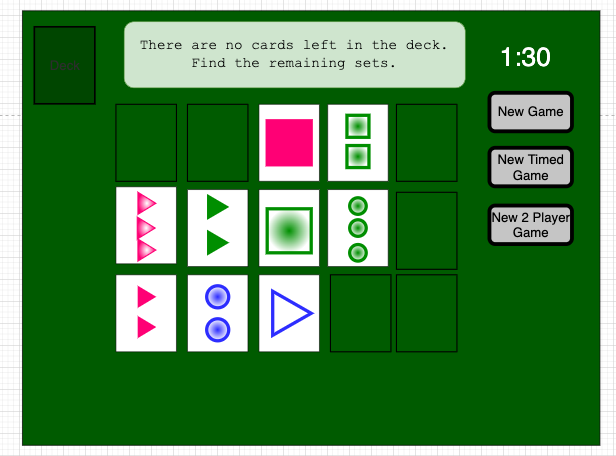 There are no cards left in the deck.
Find the remaining sets.
1:30
New Game
New Timed
Game
New 2 Player
Game